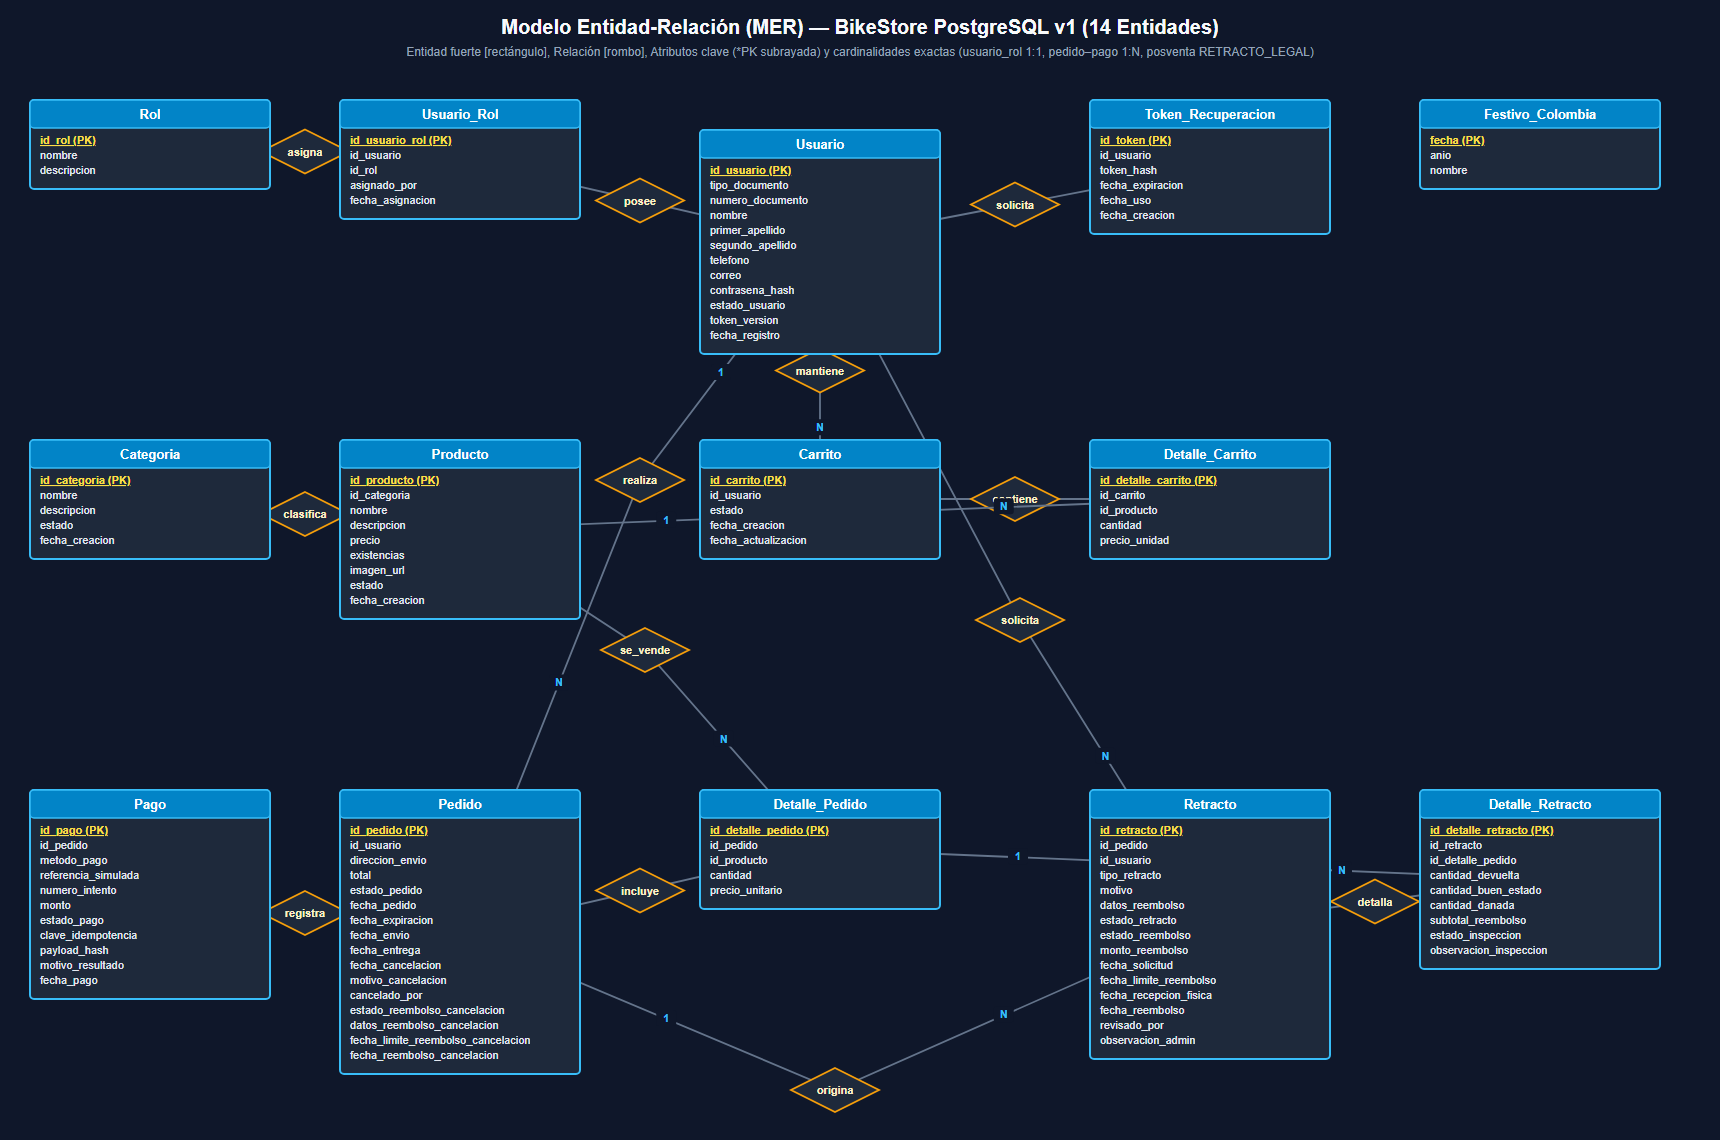 Modelo Entidad-Relación (MER) — BikeStore PostgreSQL v1 (14 Entidades)
Entidad fuerte [rectángulo], Relación [rombo], Atributos clave (*PK subrayada) y cardinalidades exactas (usuario_rol 1:1, pedido–pago 1:N, posventa RETRACTO_LEGAL)
Rol
id_rol (PK)
nombre
descripcion
asigna
Usuario_Rol
id_usuario_rol (PK)
id_usuario
id_rol
asignado_por
fecha_asignacion
posee
Usuario
id_usuario (PK)
tipo_documento
numero_documento
nombre
primer_apellido
segundo_apellido
telefono
correo
contrasena_hash
estado_usuario
token_version
fecha_registro
solicita
Token_Recuperacion
id_token (PK)
id_usuario
token_hash
fecha_expiracion
fecha_uso
fecha_creacion
Festivo_Colombia
fecha (PK)
anio
nombre
1
mantiene
N
Categoria
id_categoria (PK)
nombre
descripcion
estado
fecha_creacion
clasifica
Producto
id_producto (PK)
id_categoria
nombre
descripcion
precio
existencias
imagen_url
estado
fecha_creacion
realiza
1
Carrito
id_carrito (PK)
id_usuario
estado
fecha_creacion
fecha_actualizacion
contiene
N
Detalle_Carrito
id_detalle_carrito (PK)
id_carrito
id_producto
cantidad
precio_unidad
solicita
se_vende
N
N
N
Pago
id_pago (PK)
id_pedido
metodo_pago
referencia_simulada
numero_intento
monto
estado_pago
clave_idempotencia
payload_hash
motivo_resultado
fecha_pago
registra
Pedido
id_pedido (PK)
id_usuario
direccion_envio
total
estado_pedido
fecha_pedido
fecha_expiracion
fecha_envio
fecha_entrega
fecha_cancelacion
motivo_cancelacion
cancelado_por
estado_reembolso_cancelacion
datos_reembolso_cancelacion
fecha_limite_reembolso_cancelacion
fecha_reembolso_cancelacion
incluye
Detalle_Pedido
id_detalle_pedido (PK)
id_pedido
id_producto
cantidad
precio_unitario
1
Retracto
id_retracto (PK)
id_pedido
id_usuario
tipo_retracto
motivo
datos_reembolso
estado_retracto
estado_reembolso
monto_reembolso
fecha_solicitud
fecha_limite_reembolso
fecha_recepcion_fisica
fecha_reembolso
revisado_por
observacion_admin
N
detalla
Detalle_Retracto
id_detalle_retracto (PK)
id_retracto
id_detalle_pedido
cantidad_devuelta
cantidad_buen_estado
cantidad_danada
subtotal_reembolso
estado_inspeccion
observacion_inspeccion
1
N
origina